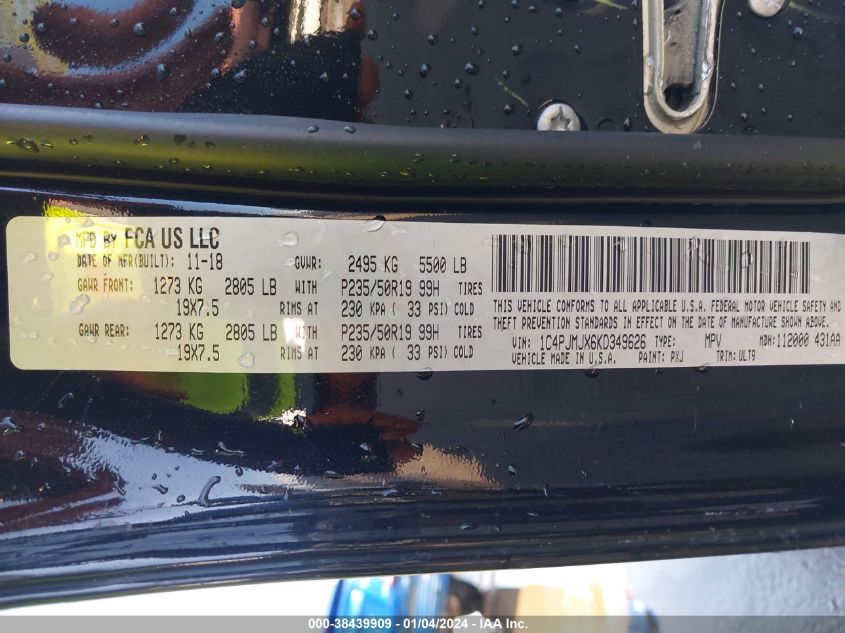 MFD BY FCA US LLC
DATE OF MFR(BUILT): 11-18 GVWR: 2495 KG 5500 LB
GAWR FRONT: 1273 KG 2805 LB WITH P235/50R19 99H TIRES
19X7.5 RIMS AT 230 KPA ( 33 PSI) COLD
GAWR REAR: 1273 KG 2805 LB WITH P235/50R19 99H TIRES
19X7.5 RIMS AT 230 KPA ( 33 PSI) COLD
THIS VEHICLE CONFORMS TO ALL APPLICABLE U.S.A. FEDERAL MOTOR VEHICLE SAFETY AND
THEFT PREVENTION STANDARDS IN EFFECT ON THE DATE OF MANUFACTURE SHOWN ABOVE.
VIN: 1C4PJMJX6KD349626 TYPE: MPV MDH: 112000 431AA
VEHICLE MADE IN U.S.A. PAINT: PXJ TRIM: ULT9
000-38439909 - 01/04/2024 - IAA Inc.